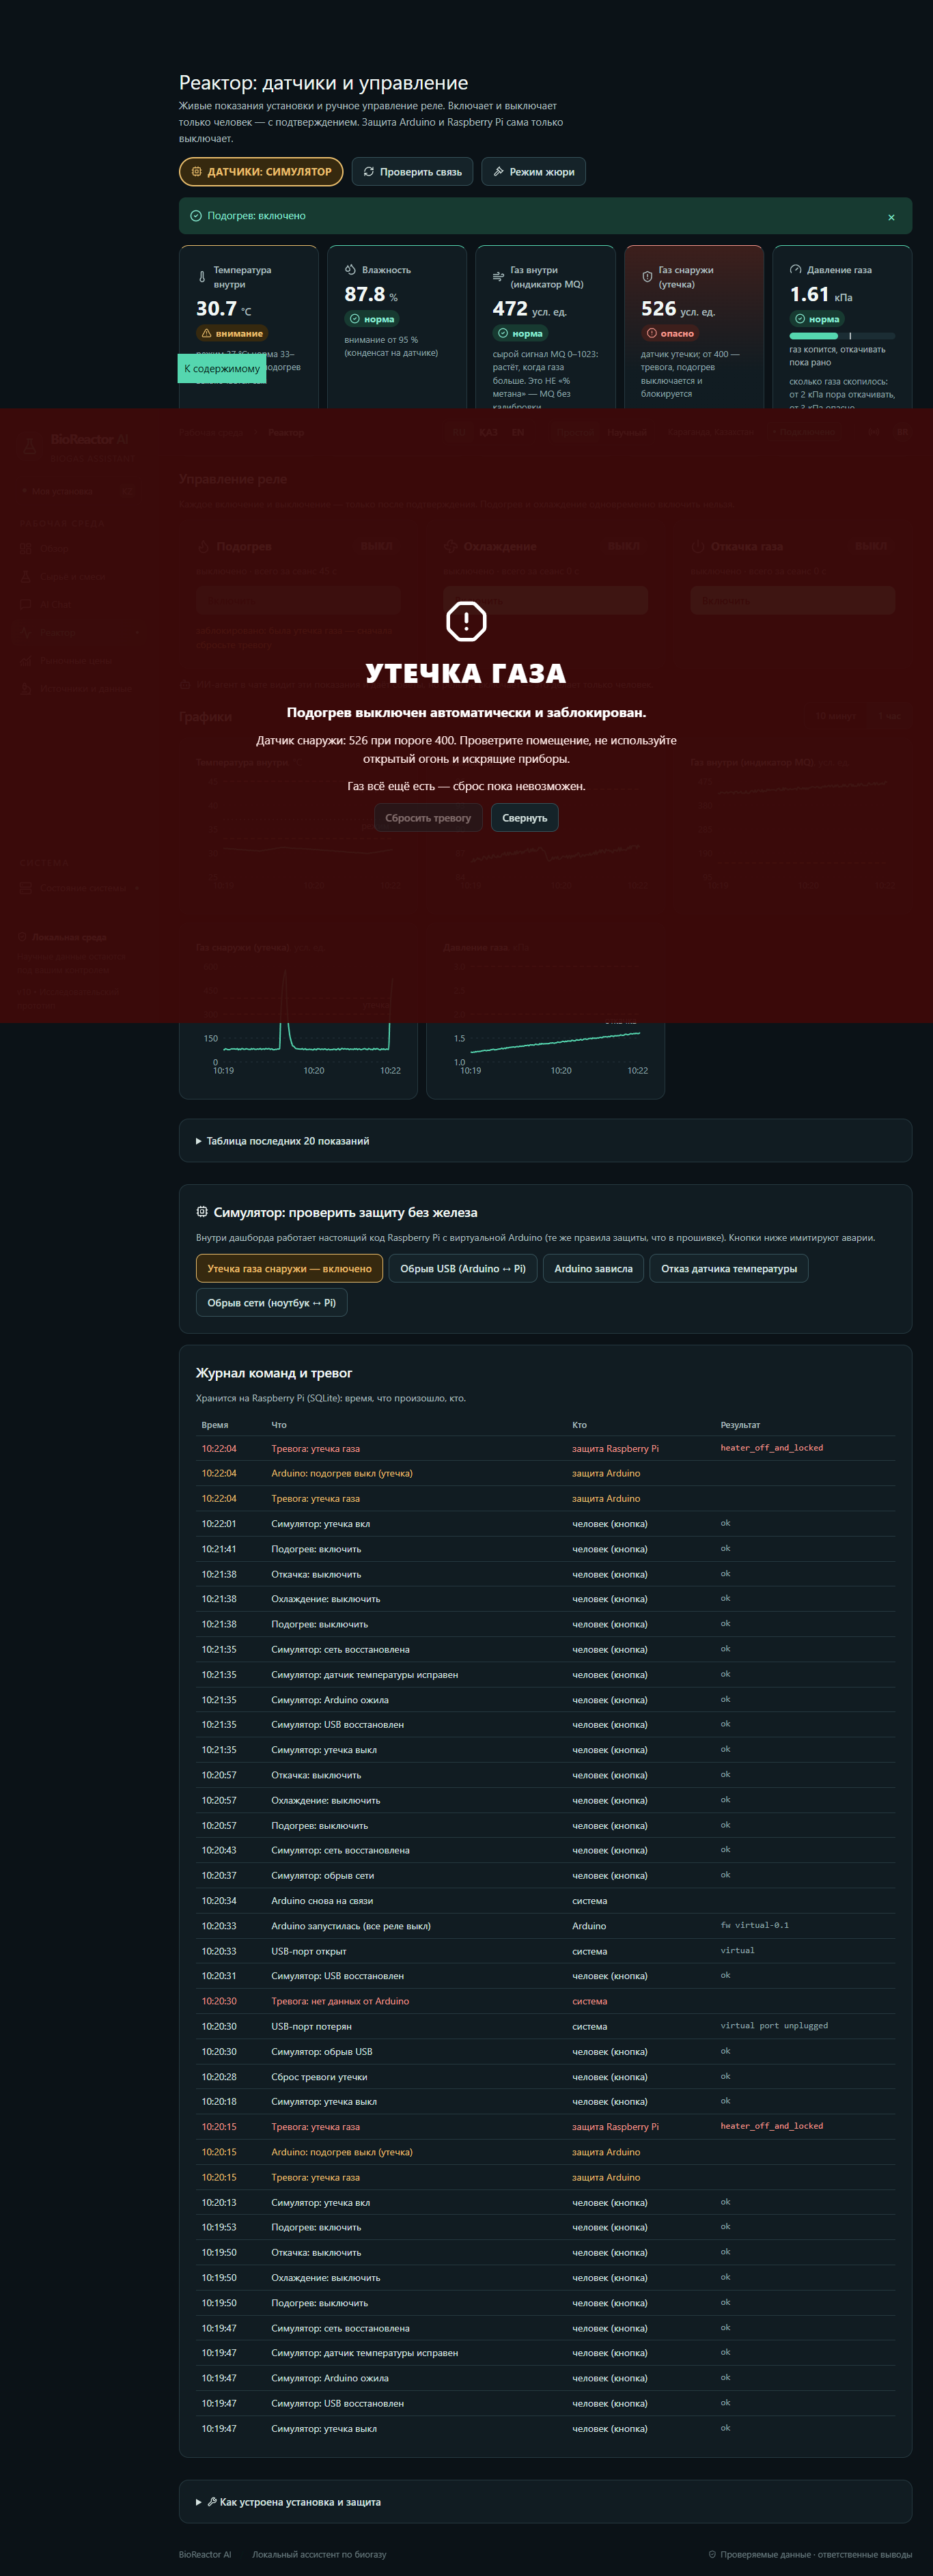 Реактор: датчики и управление
Живые показания установки и ручное управление реле. Включает и выключает
только человек — с подтверждением. Защита Arduino и Raspberry Pi сама только
выключает.
ДАТЧИКИ: СИМУЛЯТОР
Проверить связь
Режим жюри
Подогрев: включено
×
Температура
внутри
30.7 °C
внимание
К содержимому
Влажность
87.8 %
норма
внимание от 95 %
(конденсат на датчике)
Газ внутри
(индикатор MQ)
472 усл. ед.
норма
сырой сигнал MQ 0–1023:
растёт, когда газа
больше. Это НЕ «%
метана» — MQ без
калибровки
Газ снаружи
(утечка)
526 усл. ед.
опасно
датчик утечки; от 400 —
тревога, подогрев
выключается и
блокируется
Давление газа
1.61 кПа
норма
газ копится, откачивать
пока рано
сколько газа скопилось:
от 2 кПа пора откачивать,
от 3 кПа опасно
BioReactor AI
Реактор
ҚАЗ
EN
Управление реле
Подогрев
ВЫКЛ
Охлаждение
ВЫКЛ
Откачка газа
ВЫКЛ
УТЕЧКА ГАЗА
Подогрев выключен автоматически и заблокирован.
Датчик снаружи: 526 при пороге 400. Проветрите помещение, не используйте
открытый огонь и искрящие приборы.
Газ всё ещё есть — сброс пока невозможен.
Сбросить тревогу
Свернуть
Графики
Газ внутри (индикатор MQ)
Газ снаружи (утечка)
Давление газа
150
0
10:19
10:20
10:22
1.5
1.0
10:19
10:20
10:22
Таблица последних 20 показаний
Симулятор: проверить защиту без железа
Внутри дашборда работает настоящий код Raspberry Pi с виртуальной Arduino (те же правила защиты, что в прошивке). Кнопки ниже имитируют аварии.
Утечка газа снаружи — включено
Обрыв USB (Arduino ↔ Pi)
Arduino зависла
Отказ датчика температуры
Обрыв сети (ноутбук ↔ Pi)
Журнал команд и тревог
Хранится на Raspberry Pi (SQLite): время, что произошло, кто.
Время Что Кто Результат
10:22:04 Тревога: утечка газа защита Raspberry Pi heater_off_and_locked
10:22:04 Arduino: подогрев выкл (утечка) защита Arduino
10:22:04 Тревога: утечка газа защита Arduino
10:22:01 Симулятор: утечка вкл человек (кнопка) ok
10:21:41 Подогрев: включить человек (кнопка) ok
10:21:38 Откачка: выключить человек (кнопка) ok
10:21:38 Охлаждение: выключить человек (кнопка) ok
10:21:38 Подогрев: выключить человек (кнопка) ok
10:21:35 Симулятор: сеть восстановлена человек (кнопка) ok
10:21:35 Симулятор: датчик температуры исправен человек (кнопка) ok
10:21:35 Симулятор: Arduino ожила человек (кнопка) ok
10:21:35 Симулятор: USB восстановлен человек (кнопка) ok
10:21:35 Симулятор: утечка выкл человек (кнопка) ok
10:20:57 Откачка: выключить человек (кнопка) ok
10:20:57 Охлаждение: выключить человек (кнопка) ok
10:20:57 Подогрев: выключить человек (кнопка) ok
10:20:43 Симулятор: сеть восстановлена человек (кнопка) ok
10:20:37 Симулятор: обрыв сети человек (кнопка) ok
10:20:34 Arduino снова на связи система
10:20:33 Arduino запустилась (все реле выкл) Arduino fw virtual-0.1
10:20:33 USB-порт открыт система virtual
10:20:31 Симулятор: USB восстановлен человек (кнопка) ok
10:20:30 Тревога: нет данных от Arduino система
10:20:30 USB-порт потерян система virtual port unplugged
10:20:30 Симулятор: обрыв USB человек (кнопка) ok
10:20:28 Сброс тревоги утечки человек (кнопка) ok
10:20:18 Симулятор: утечка выкл человек (кнопка) ok
10:20:15 Тревога: утечка газа защита Raspberry Pi heater_off_and_locked
10:20:15 Arduino: подогрев выкл (утечка) защита Arduino
10:20:15 Тревога: утечка газа защита Arduino
10:20:13 Симулятор: утечка вкл человек (кнопка) ok
10:19:53 Подогрев: включить человек (кнопка) ok
10:19:50 Откачка: выключить человек (кнопка) ok
10:19:50 Охлаждение: выключить человек (кнопка) ok
10:19:50 Подогрев: выключить человек (кнопка) ok
10:19:47 Симулятор: сеть восстановлена человек (кнопка) ok
10:19:47 Симулятор: датчик температуры исправен человек (кнопка) ok
10:19:47 Симулятор: Arduino ожила человек (кнопка) ok
10:19:47 Симулятор: USB восстановлен человек (кнопка) ok
10:19:47 Симулятор: утечка выкл человек (кнопка) ok
Как устроена установка и защита
BioReactor AI
Локальный ассистент по биогазу
Проверяемые данные · ответственные выводы